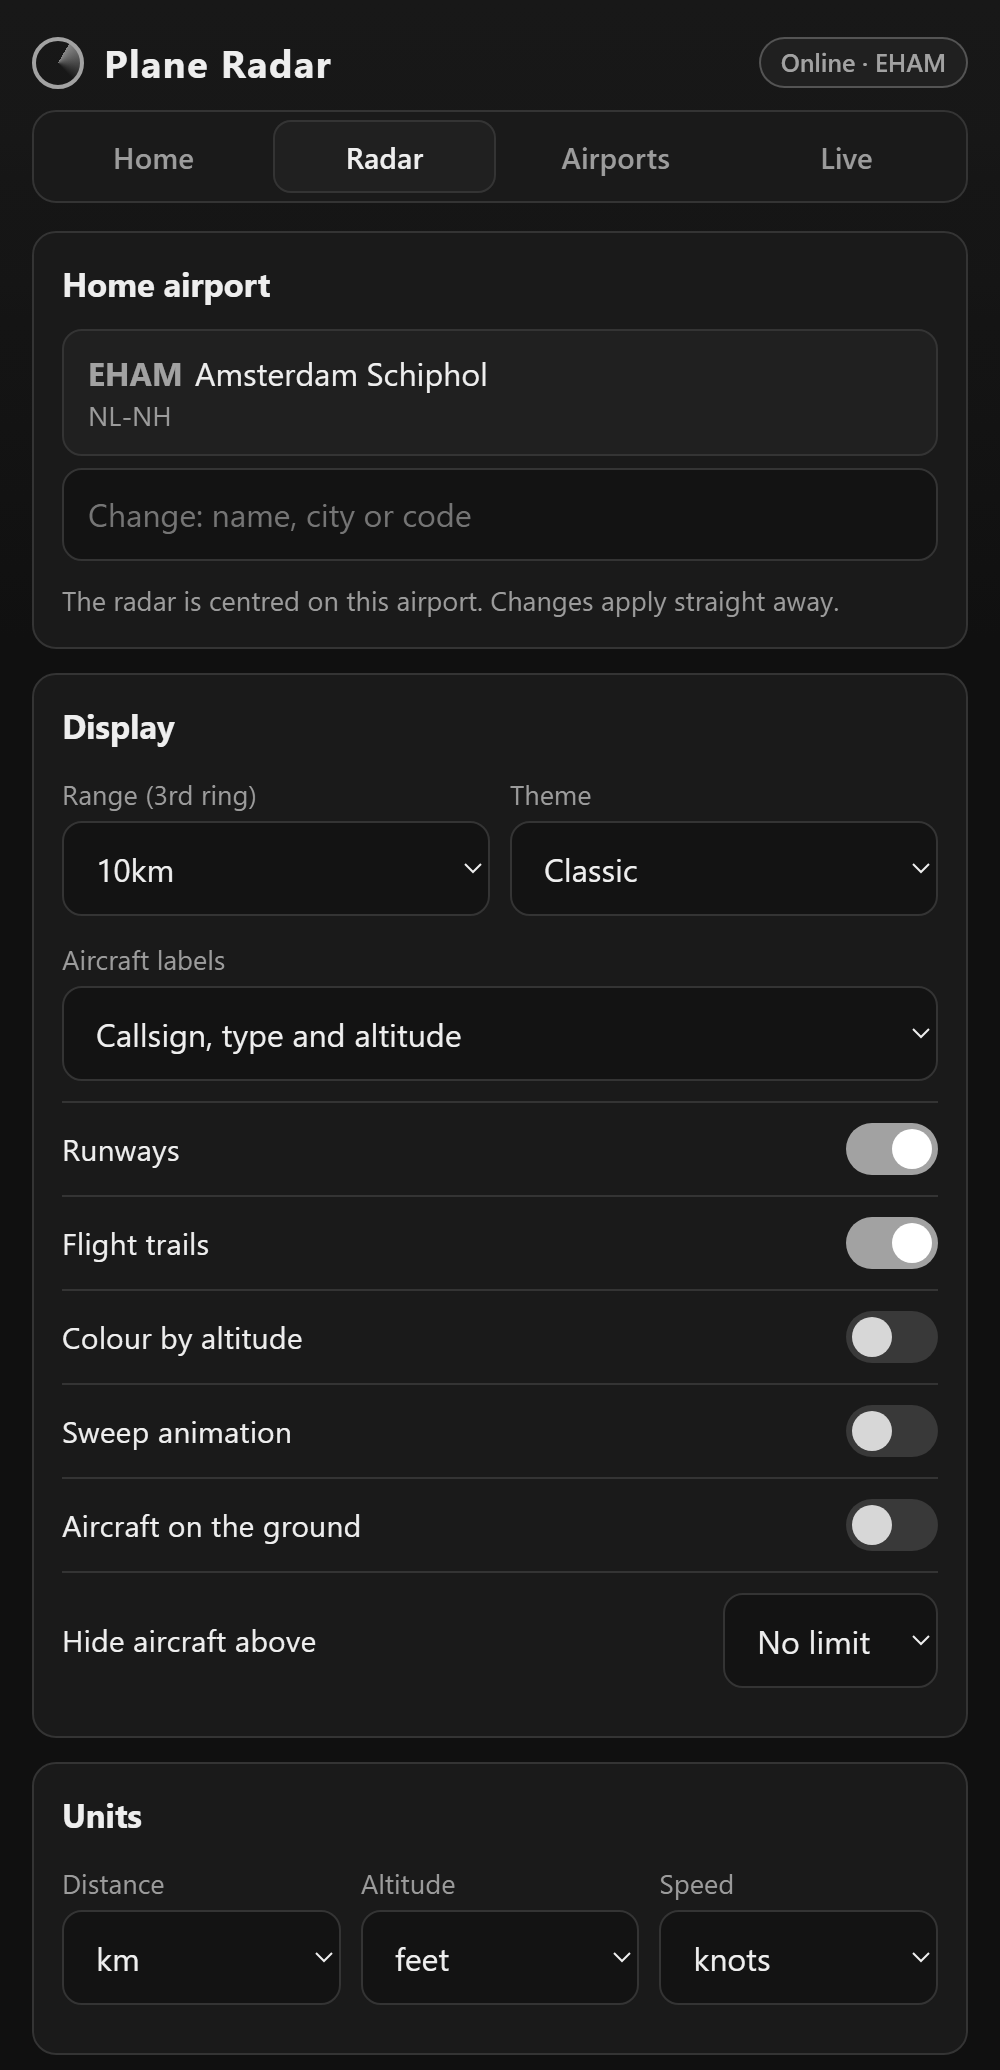 Plane Radar
Online · EHAM
Home
Radar
Airports
Live
Home airport
EHAM Amsterdam Schiphol
NL-NH
Change: name, city or code
The radar is centred on this airport. Changes apply straight away.
Display
Range (3rd ring)
Theme
10km
Classic
Aircraft labels
Callsign, type and altitude
Runways
Flight trails
Colour by altitude
Sweep animation
Aircraft on the ground
Hide aircraft above
No limit
Units
Distance
Altitude
Speed
km
feet
knots